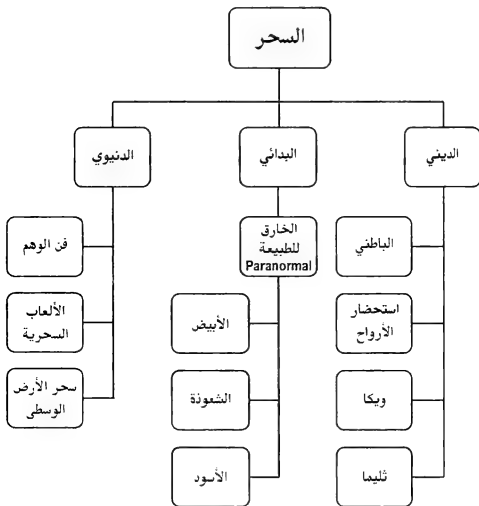 السحر
الديني
البدائي
الدنيوي
الباطني
استحضار
الأرواح
ويكا
ثليما
الخارق
للطبيعة
Paranormal
الأبيض
الشعوذة
الأسود
فن الوهم
الألعاب
السحرية
سحر الأرض
الوسطى